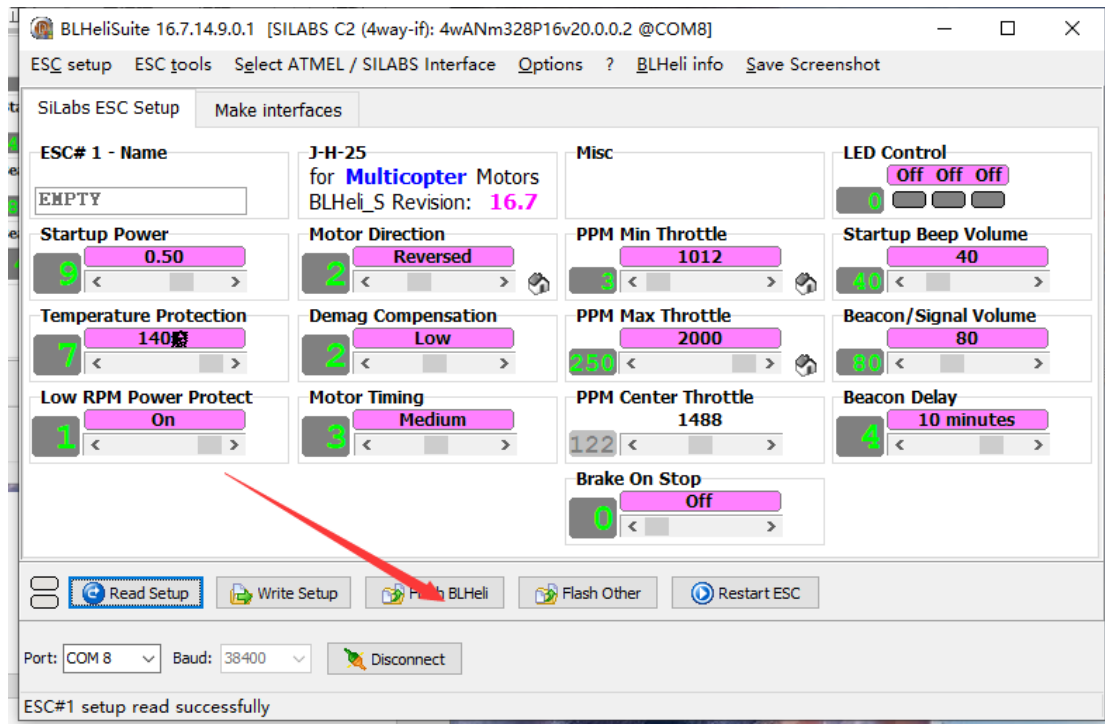 BLHeliSuite 16.7.14.9.0.1 [SILABS C2 (4way-if): 4wANm328P16v20.0.0.2 @COM8]
ESC setup ESC tools Select ATMEL / SILABS Interface Options ? BLHeli info Save Screenshot
SiLabs ESC Setup Make interfaces
ESC# 1 - Name
EMPTY
J-H-25
for Multicopter Motors
BLHeli_S Revision: 16.7
Misc
LED Control
Off Off Off
0
Startup Power
0.50
9
Motor Direction
Reversed
2
PPM Min Throttle
1012
3
Startup Beep Volume
40
40
Temperature Protection
140
7
Demag Compensation
Low
2
PPM Max Throttle
2000
250
Beacon/Signal Volume
80
80
Low RPM Power Protect
On
1
Motor Timing
Medium
3
PPM Center Throttle
1488
122
Beacon Delay
10 minutes
4
Brake On Stop
Off
0
Read Setup Write Setup BLHeli Flash Other Restart ESC
Port: COM 8 Baud: 38400 Disconnect
ESC#1 setup read successfully